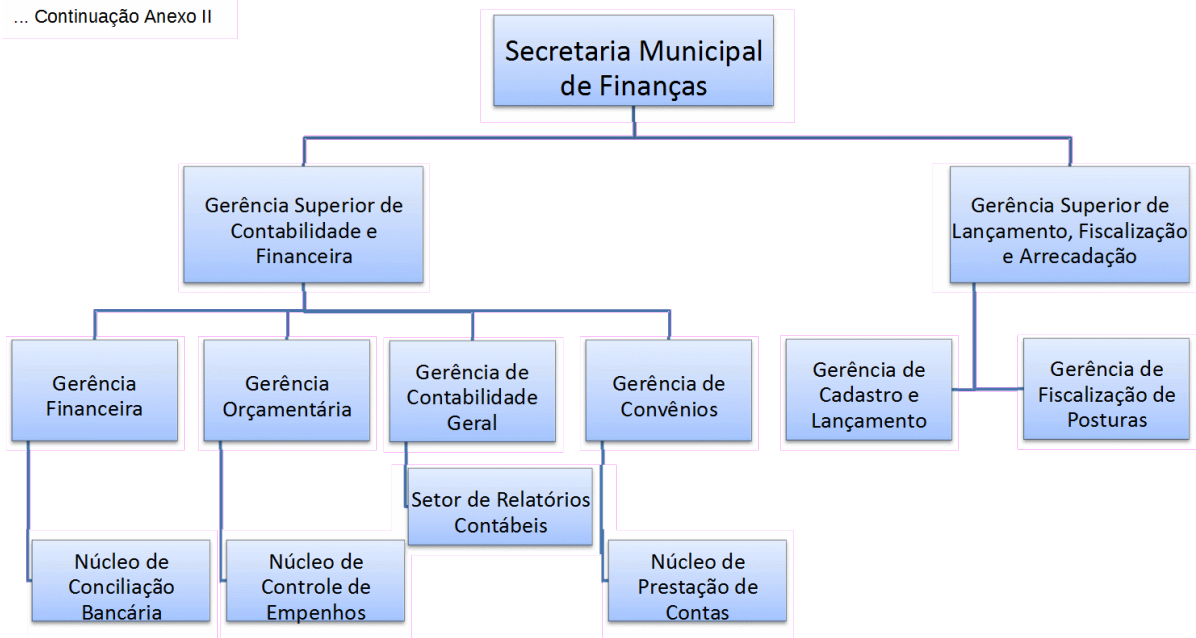 ... Continuação Anexo II
Secretaria Municipal
de Finanças
Gerência Superior de
Contabilidade e
Financeira
Gerência Superior de
Lançamento, Fiscalização
e Arrecadação
Gerência
Financeira
Gerência
Orçamentária
Gerência de
Contabilidade
Geral
Gerência de
Convênios
Gerência de
Cadastro e
Lançamento
Gerência de
Fiscalização de
Posturas
Setor de Relatórios
Contábeis
Núcleo de
Conciliação
Bancária
Núcleo de
Controle de
Empenhos
Núcleo de
Prestação de
Contas